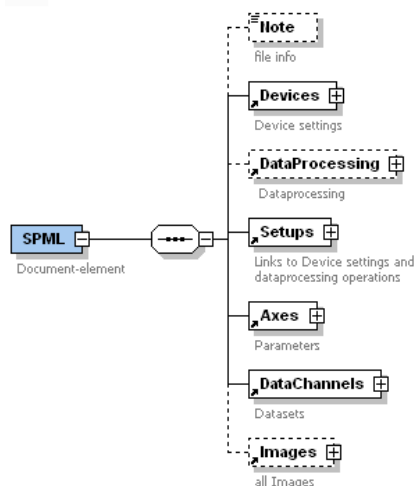 Note
file info
Devices
Device settings
DataProcessing
Dataprocessing
SPML
Document-element
Setups
Links to Device settings and
dataprocessing operations
Axes
Parameters
DataChannels
Datasets
Images
all Images